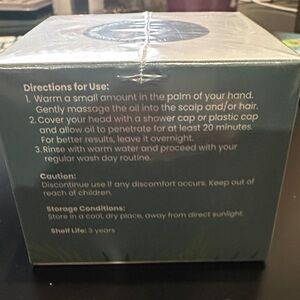 Directions for Use:
1. Warm a small amount in the palm of your hand.
Gently massage the oil into the scalp and/or hair.
2. Cover your head with a shower cap or plastic cap
and allow oil to penetrate for at least 20 minutes.
For better results, leave it overnight.
3. Rinse with warm water and proceed with your
regular wash day routine.
Caution:
Discontinue use if any discomfort occurs. Keep out of
reach of children.
Storage Conditions:
Store in a cool, dry place, away from direct sunlight.
Shelf Life: 3 years